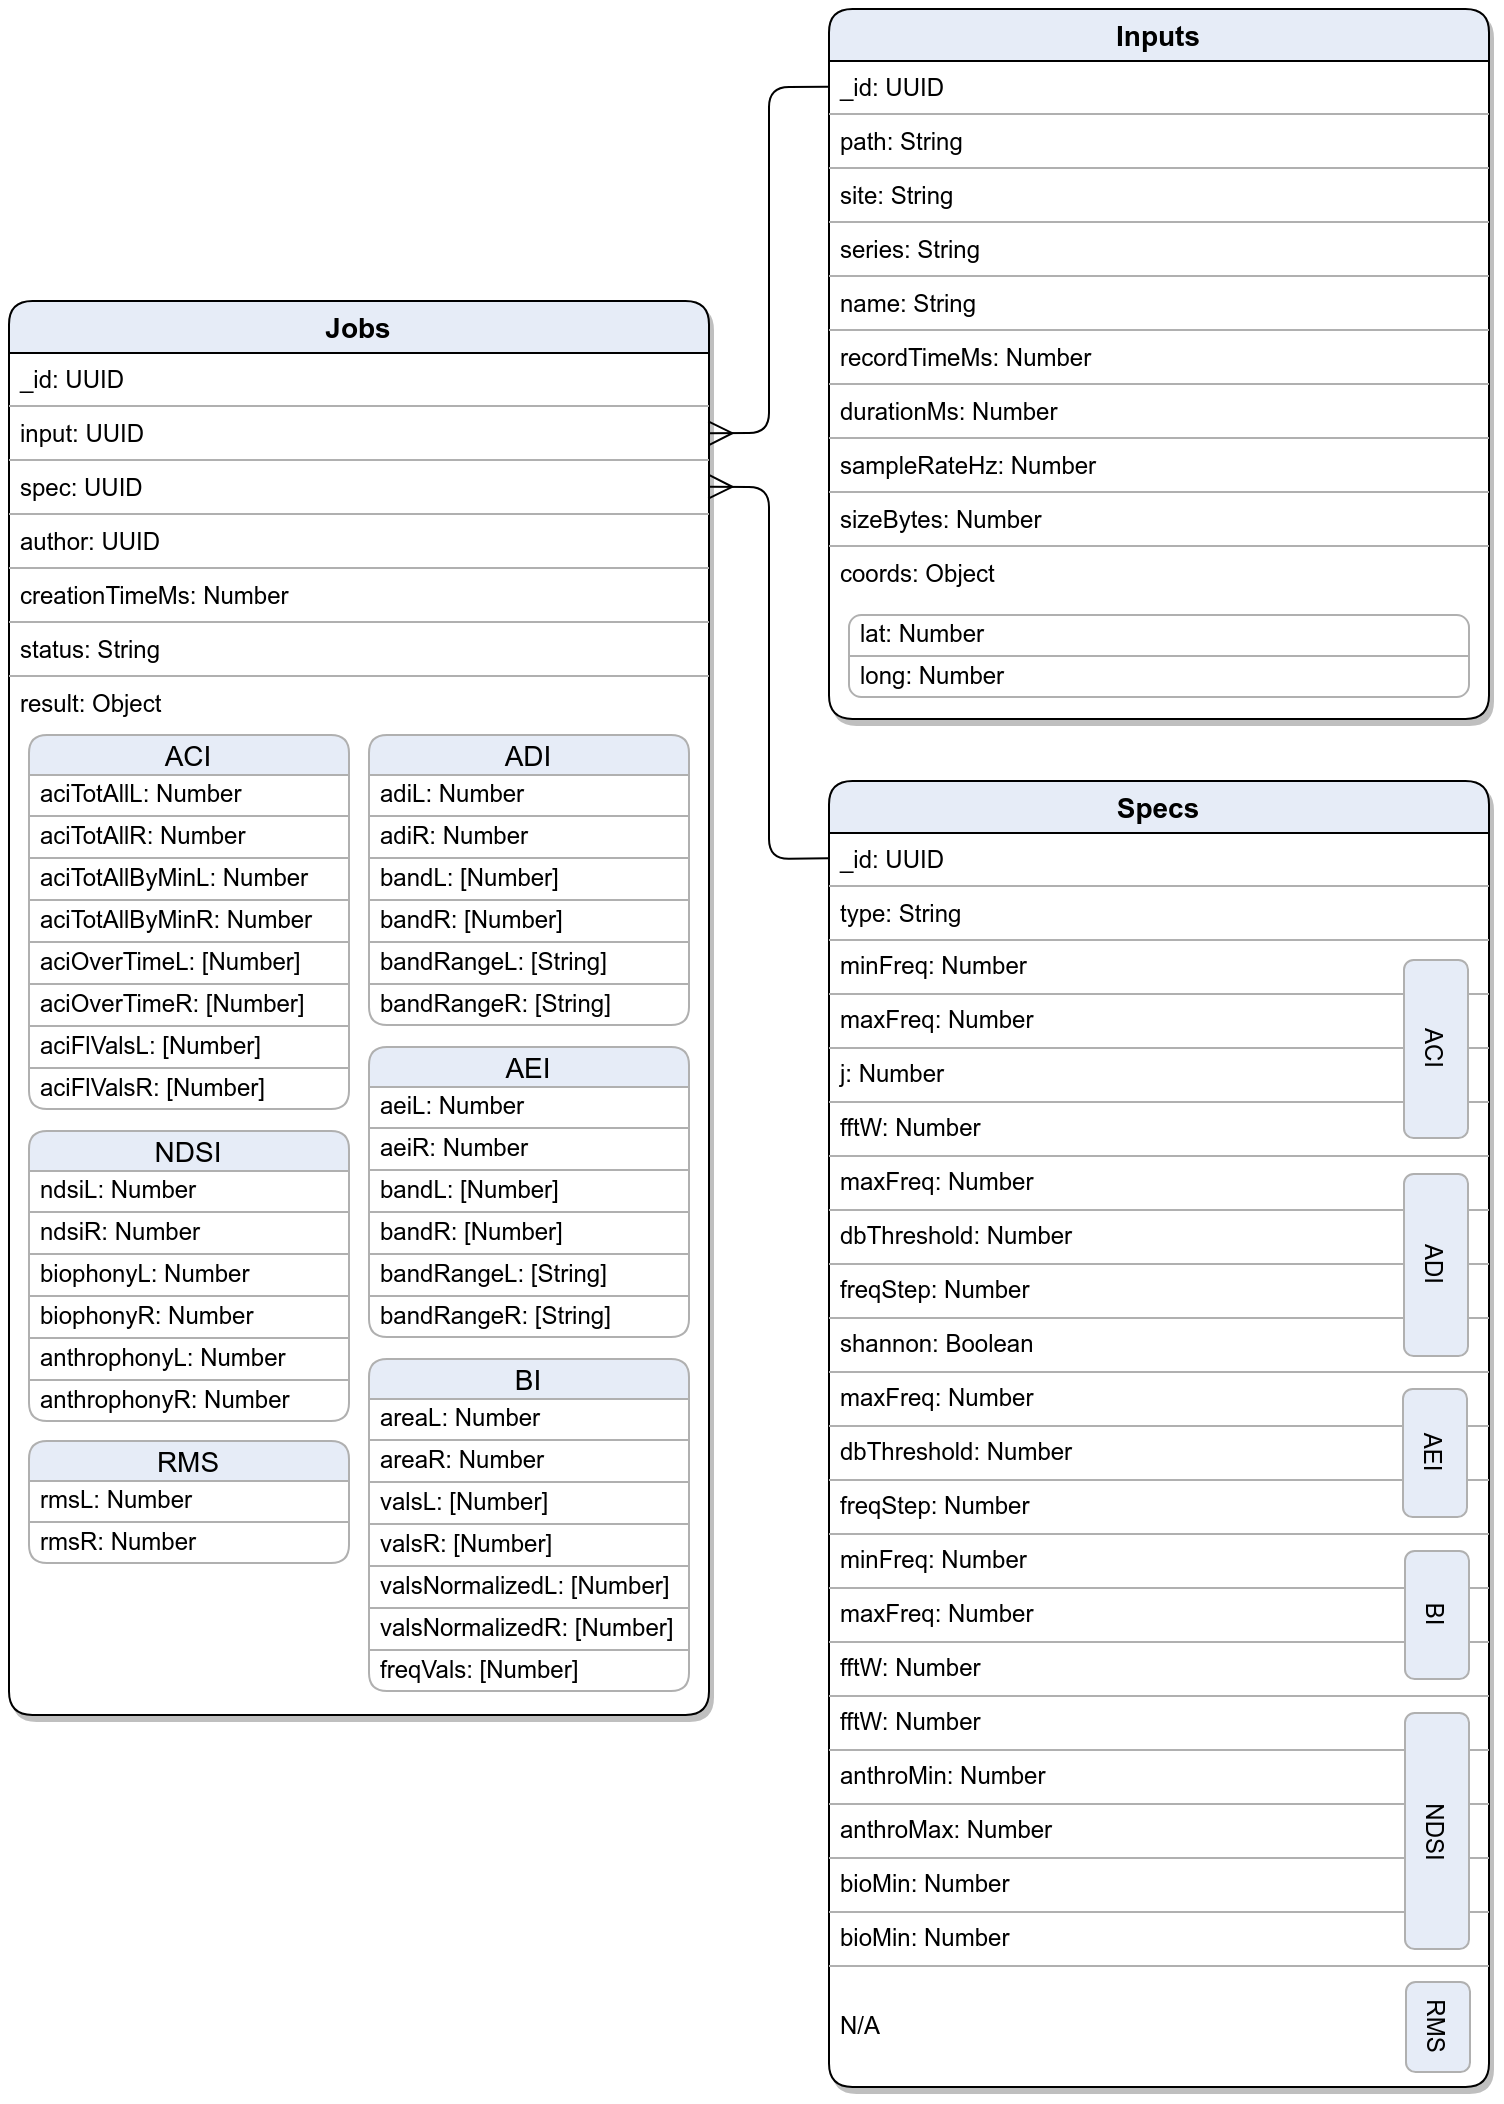 Inputs
_id: UUID
path: String
site: String
series: String
name: String
recordTimeMs: Number
durationMs: Number
sampleRateHz: Number
sizeBytes: Number
coords: Object
lat: Number
long: Number
Jobs
_id: UUID
input: UUID
spec: UUID
author: UUID
creationTimeMs: Number
status: String
result: Object
ACI
aciTotAllL: Number
aciTotAllR: Number
aciTotAllByMinL: Number
aciTotAllByMinR: Number
aciOverTimeL: [Number]
aciOverTimeR: [Number]
aciFlValsL: [Number]
aciFlValsR: [Number]
NDSI
ndsiL: Number
ndsiR: Number
biophonyL: Number
biophonyR: Number
anthrophonyL: Number
anthrophonyR: Number
RMS
rmsL: Number
rmsR: Number
ADI
adiL: Number
adiR: Number
bandL: [Number]
bandR: [Number]
bandRangeL: [String]
bandRangeR: [String]
AEI
aeiL: Number
aeiR: Number
bandL: [Number]
bandR: [Number]
bandRangeL: [String]
bandRangeR: [String]
BI
areaL: Number
areaR: Number
valsL: [Number]
valsR: [Number]
valsNormalizedL: [Number]
valsNormalizedR: [Number]
freqVals: [Number]
Specs
_id: UUID
type: String
minFreq: Number
maxFreq: Number
j: Number
fftW: Number
ACI
maxFreq: Number
dbThreshold: Number
freqStep: Number
shannon: Boolean
ADI
maxFreq: Number
dbThreshold: Number
freqStep: Number
AEI
minFreq: Number
maxFreq: Number
fftW: Number
BI
fftW: Number
anthroMin: Number
anthroMax: Number
bioMin: Number
bioMin: Number
NDSI
N/A
RMS